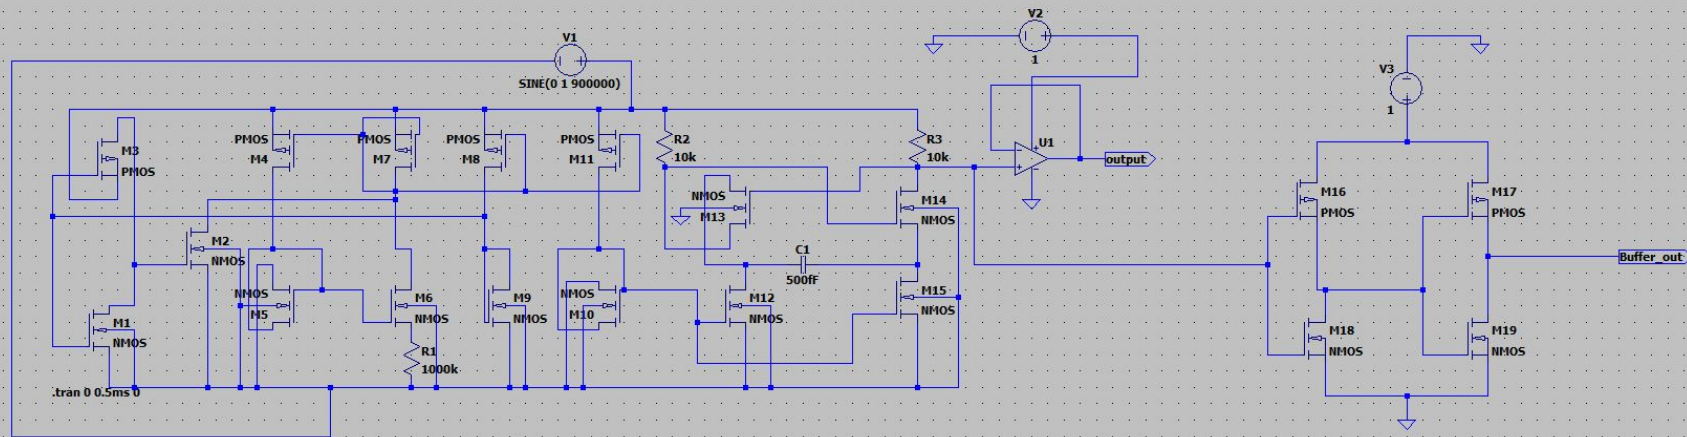 V2
1
V1
SINE(0 1 900000)
V3
1
M3
PMOS
PMOS
M4
PMOS
M7
PMOS
M8
PMOS
M11
R2
10k
R3
10k
U1
output
NMOS
M13
M14
NMOS
M16
PMOS
M17
PMOS
M2
NMOS
C1
500fF
Buffer_out
NMOS
M5
M6
NMOS
M9
NMOS
NMOS
M10
M12
NMOS
M15
NMOS
M1
NMOS
R1
1000k
M18
NMOS
M19
NMOS
.tran 0 0.5ms 0